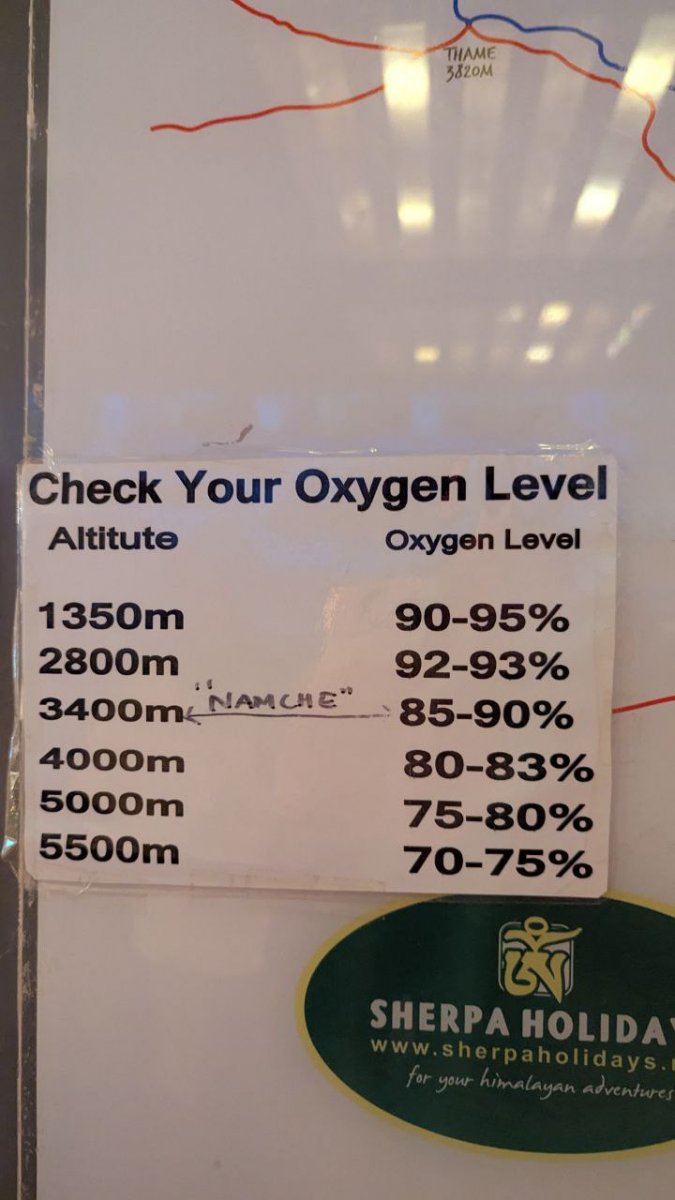 THAME
3820M
Check Your Oxygen Level
Altitute Oxygen Level
1350m 90-95%
2800m 92-93%
3400m "NAMCHE" 85-90%
4000m 80-83%
5000m 75-80%
5500m 70-75%
SHERPA HOLIDA
www.sherpaholidays.
for your himalayan adventures